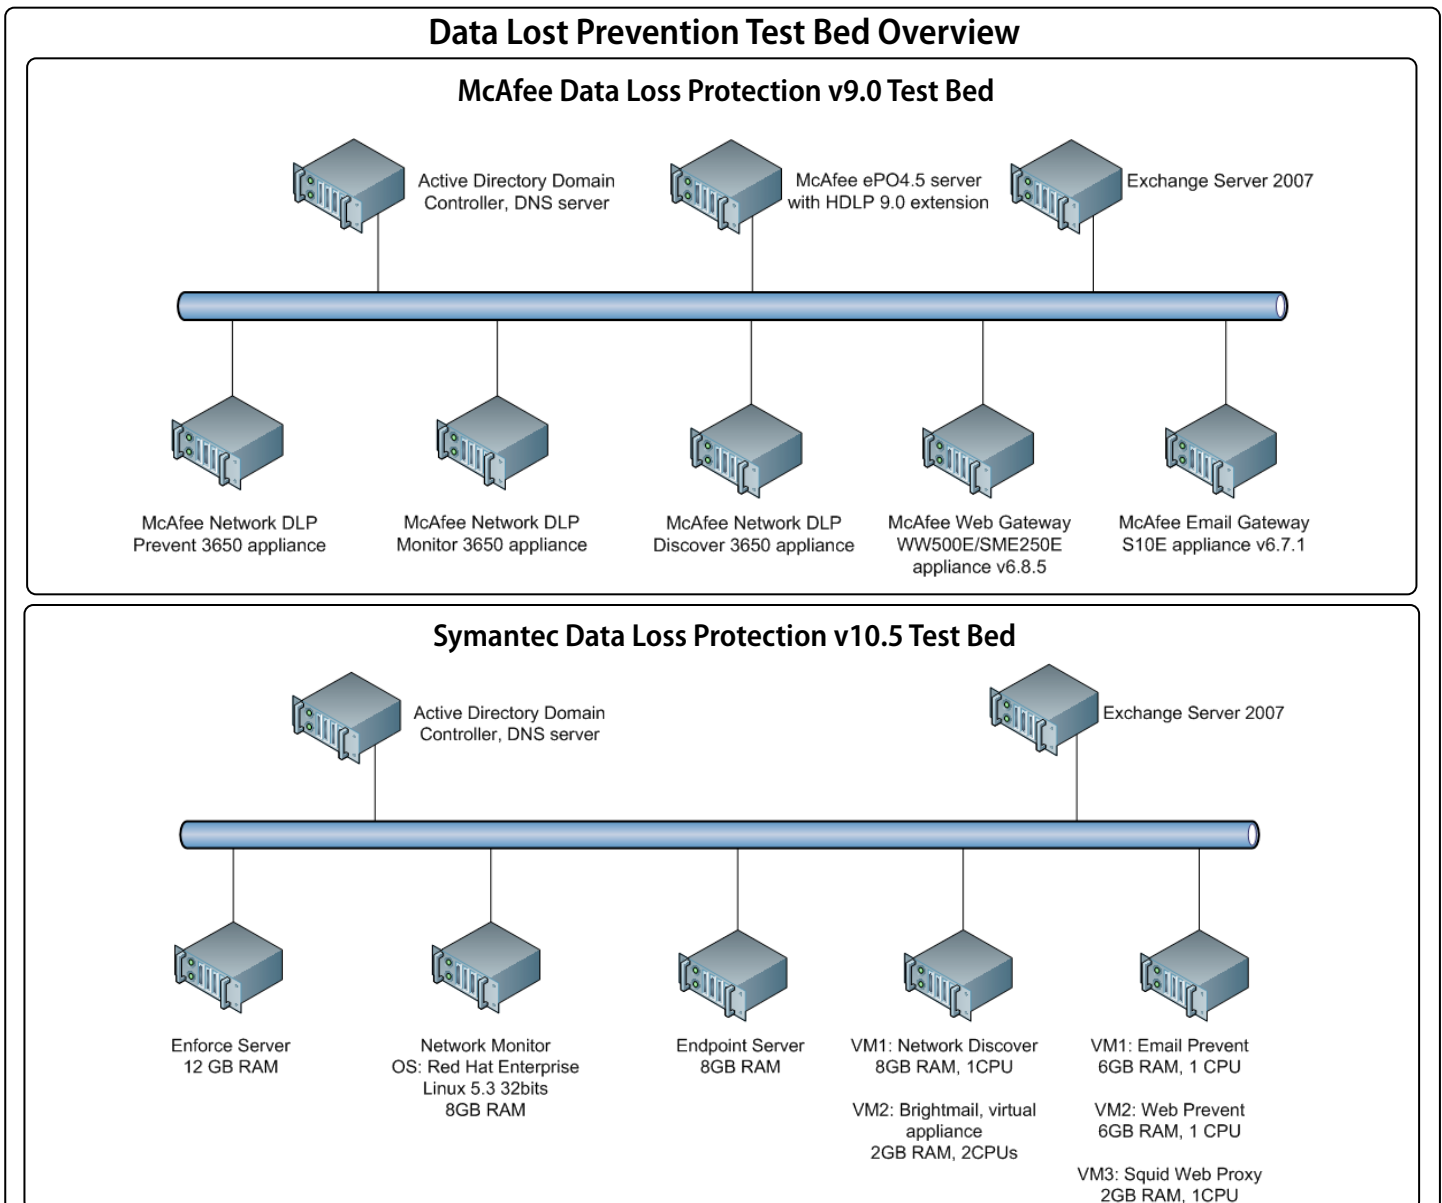 Data Lost Prevention Test Bed Overview
McAfee Data Loss Protection v9.0 Test Bed
Active Directory Domain
Controller, DNS server
McAfee ePO4.5 server
with HDLP 9.0 extension
Exchange Server 2007
McAfee Network DLP
Prevent 3650 appliance
McAfee Network DLP
Monitor 3650 appliance
McAfee Network DLP
Discover 3650 appliance
McAfee Web Gateway
WW500E/SME250E
appliance v6.8.5
McAfee Email Gateway
S10E appliance v6.7.1
Symantec Data Loss Protection v10.5 Test Bed
Active Directory Domain
Controller, DNS server
Exchange Server 2007
Enforce Server
12 GB RAM
Network Monitor
OS: Red Hat Enterprise
Linux 5.3 32bits
8GB RAM
Endpoint Server
8GB RAM
VM1: Network Discover
8GB RAM, 1CPU
VM2: Brightmail, virtual
appliance
2GB RAM, 2CPUs
VM1: Email Prevent
6GB RAM, 1 CPU
VM2: Web Prevent
6GB RAM, 1 CPU
VM3: Squid Web Proxy
2GB RAM, 1CPU